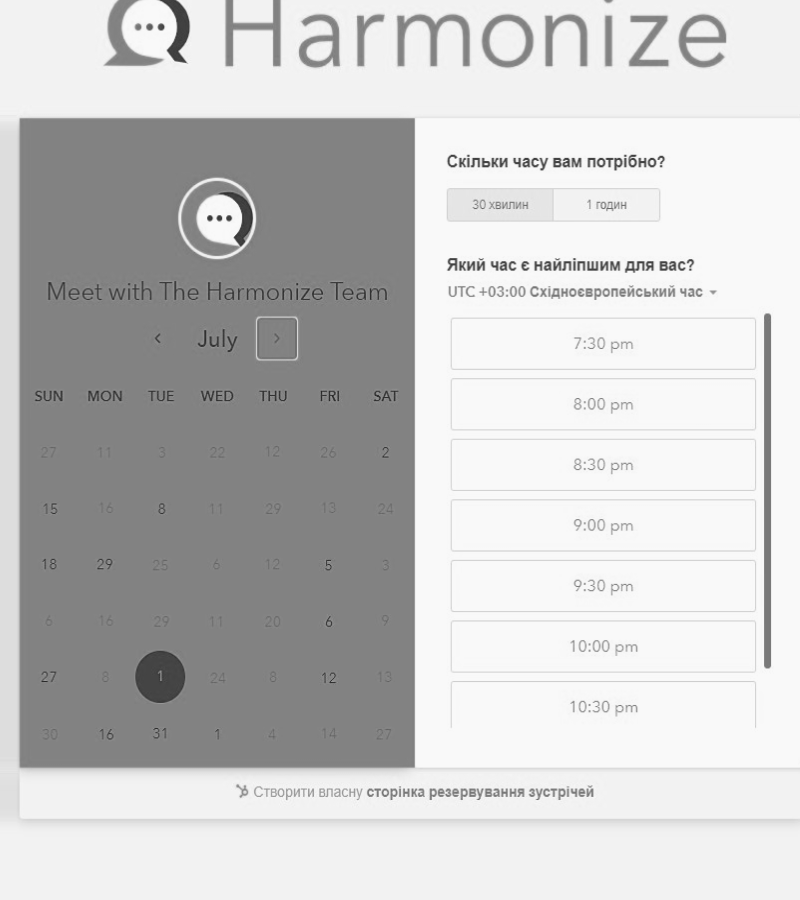 Harmonize
Meet with The Harmonize Team
July
SUN MON TUE WED THU FRI SAT
27 11 3 22 12 26 2
15 16 8 11 29 13 24
18 29 25 6 12 5 3
6 16 29 11 20 6 9
27 8 1 24 8 12 13
30 16 31 1 4 14 27
Скільки часу вам потрібно?
30 хвилин 1 годин
Який час є найліпшим для вас?
UTC +03:00 Східноєвропейський час
7:30 pm
8:00 pm
8:30 pm
9:00 pm
9:30 pm
10:00 pm
10:30 pm
Створити власну сторінка резервування зустрічей